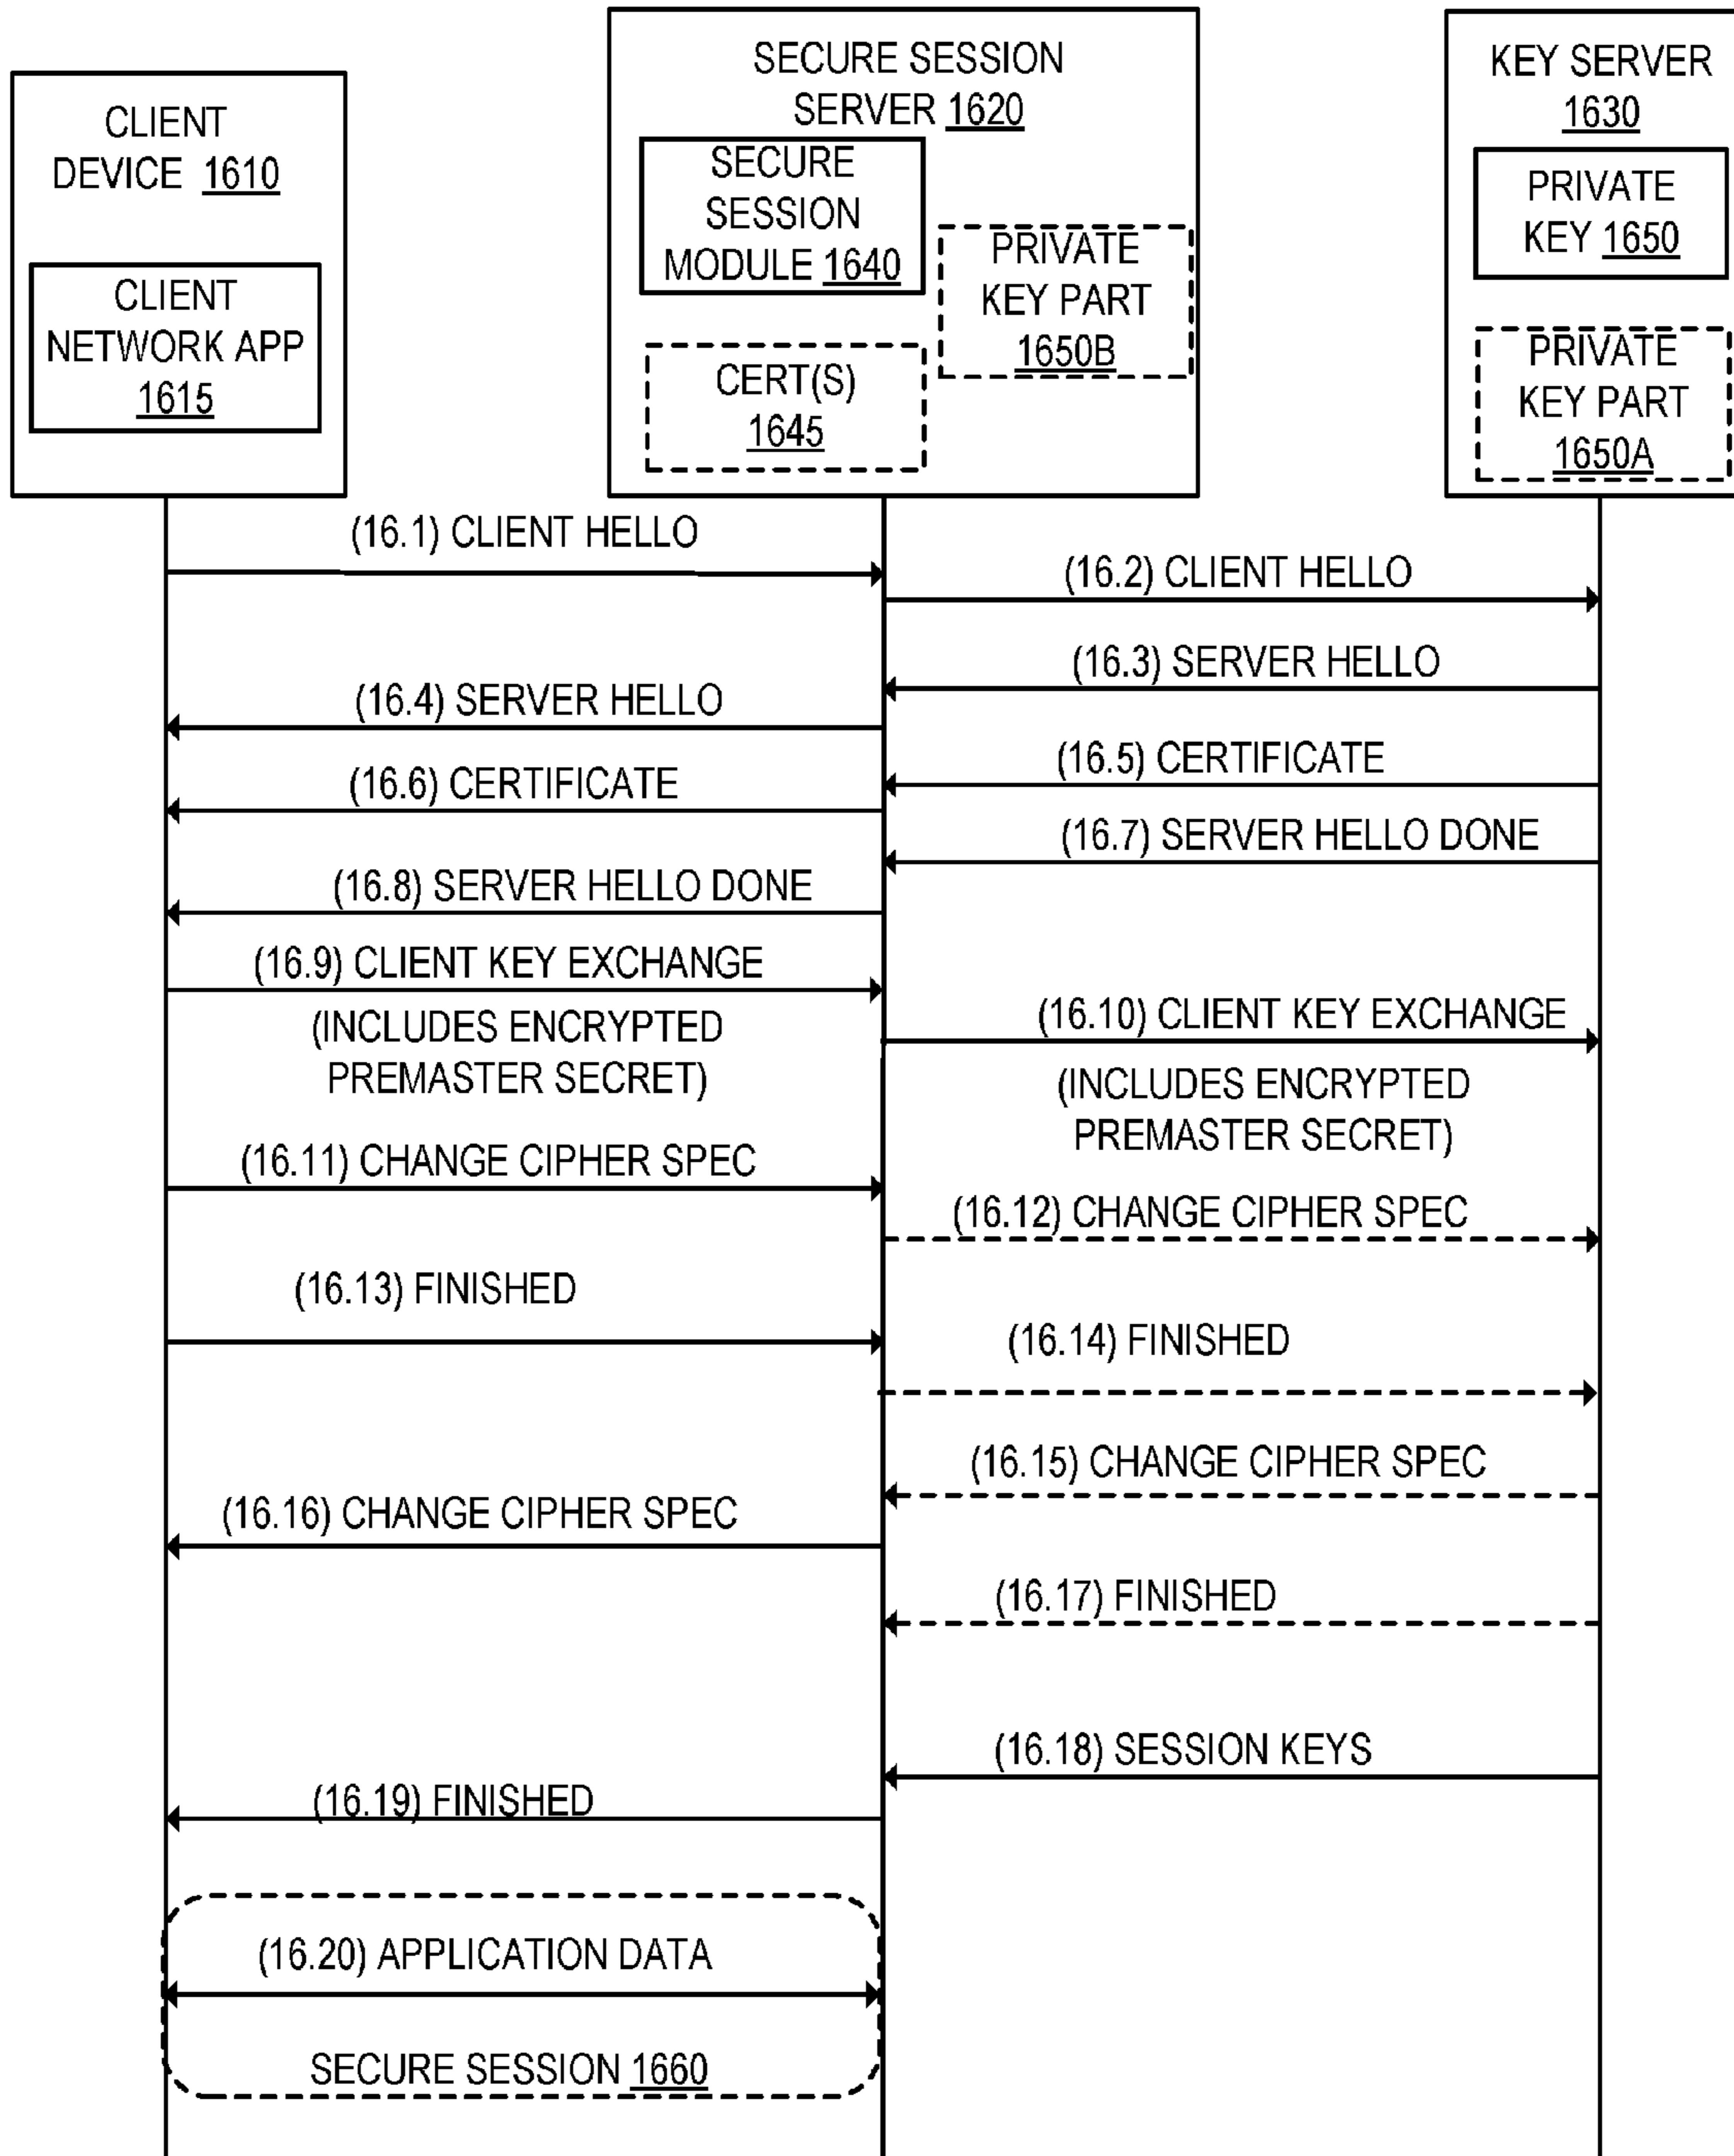 CLIENT
DEVICE 1610
CLIENT
NETWORK APP
1615
SECURE SESSION
SERVER 1620
SECURE
SESSION
MODULE 1640
PRIVATE
KEY PART
1650B
CERT(S)
1645
KEY SERVER
1630
PRIVATE
KEY 1650
PRIVATE
KEY PART
1650A
(16.1) CLIENT HELLO
(16.2) CLIENT HELLO
(16.3) SERVER HELLO
(16.4) SERVER HELLO
(16.5) CERTIFICATE
(16.6) CERTIFICATE
(16.7) SERVER HELLO DONE
(16.8) SERVER HELLO DONE
(16.9) CLIENT KEY EXCHANGE
(INCLUDES ENCRYPTED
PREMASTER SECRET)
(16.10) CLIENT KEY EXCHANGE
(INCLUDES ENCRYPTED
PREMASTER SECRET)
(16.11) CHANGE CIPHER SPEC
(16.12) CHANGE CIPHER SPEC
(16.13) FINISHED
(16.14) FINISHED
(16.15) CHANGE CIPHER SPEC
(16.16) CHANGE CIPHER SPEC
(16.17) FINISHED
(16.18) SESSION KEYS
(16.19) FINISHED
(16.20) APPLICATION DATA
SECURE SESSION 1660